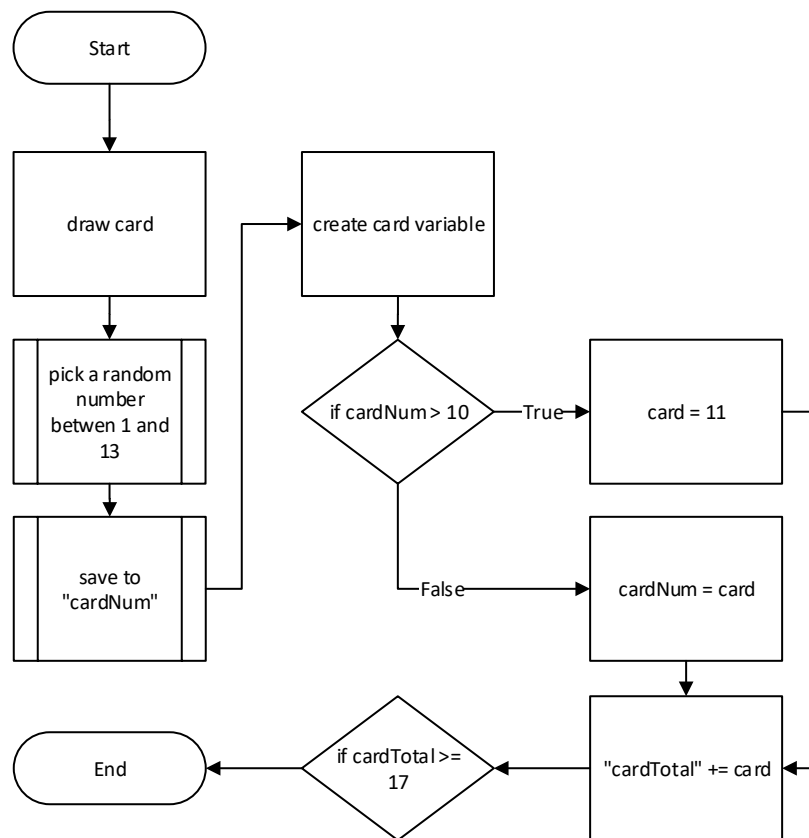 Start
draw card
pick a random
number
betwen 1 and
13
save to
"cardNum"
create card variable
if cardNum > 10
True
card = 11
False
cardNum = card
"cardTotal" += card
if cardTotal >=
17
End